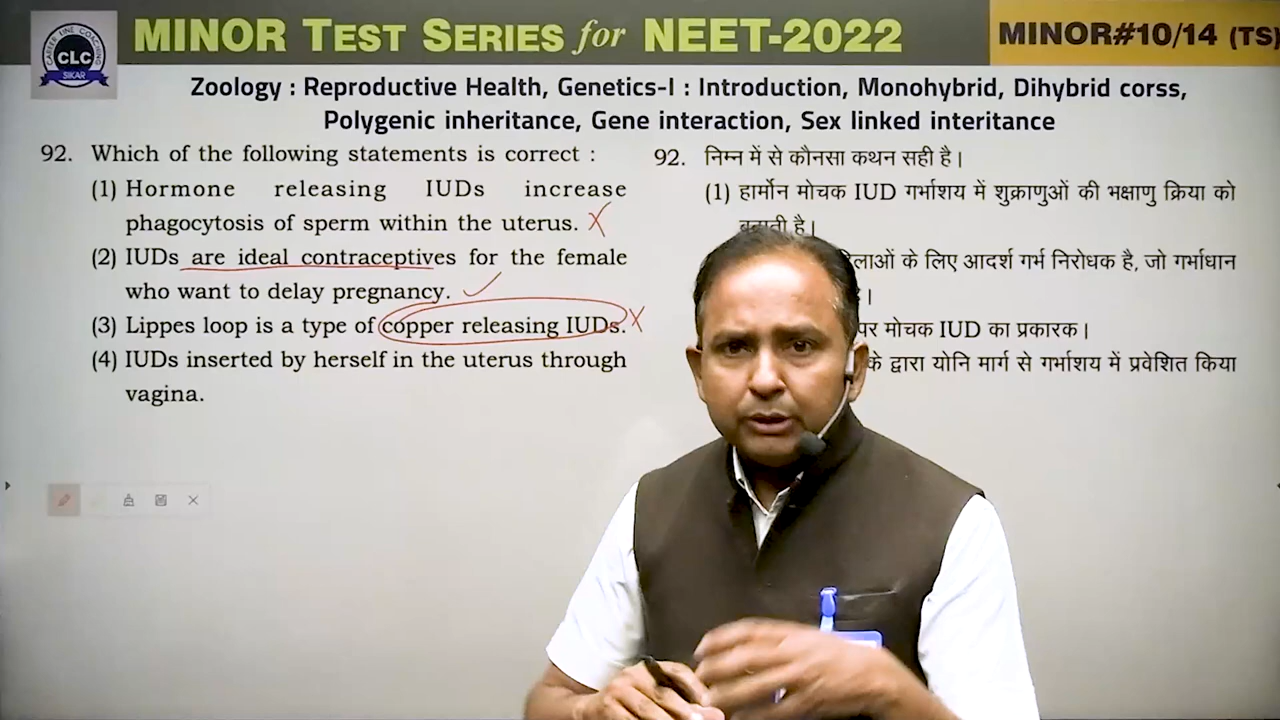 CAREER LINE COACHING
CLC
SIKAR
MINOR TEST SERIES for NEET-2022
MINOR#10/14 (TS)
Zoology : Reproductive Health, Genetics-I : Introduction, Monohybrid, Dihybrid corss,
Polygenic inheritance, Gene interaction, Sex linked interitance
92. Which of the following statements is correct :
(1) Hormone releasing IUDs increase
phagocytosis of sperm within the uterus. X
(2) IUDs are ideal contraceptives for the female
who want to delay pregnancy. ✓
(3) Lippes loop is a type of copper releasing IUDs. X
(4) IUDs inserted by herself in the uterus through
vagina.
92. निम्न में से कौनसा कथन सही है।
(1) हार्मोन मोचक IUD गर्भाशय में शुक्राणुओं की भक्षाणु क्रिया को
है।
के लिए आदर्श गर्भ निरोधक है, जो गर्भाधान
।
मोचक IUD का प्रकारक।
के द्वारा योनि मार्ग से गर्भाशय में प्रवेशित किया